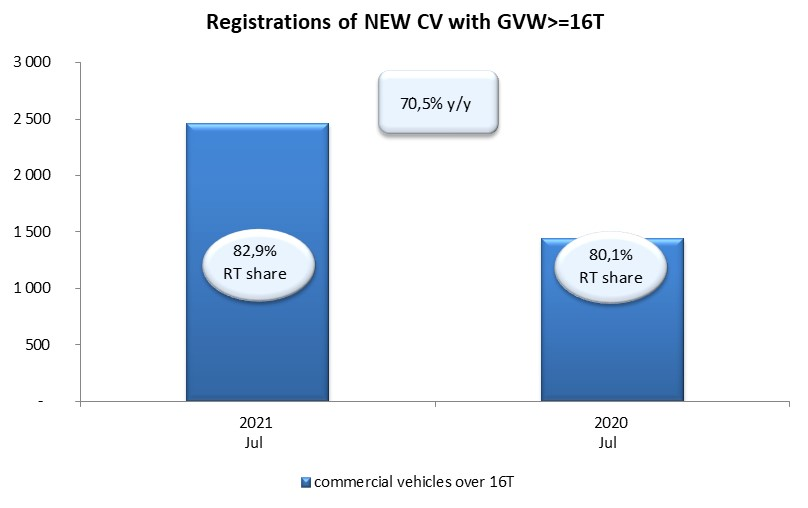 Registrations of NEW CV with GVW>=16T
3 000
2 500
2 000
1 500
1 000
500
-
70,5% y/y
82,9%
RT share
80,1%
RT share
2021
Jul
2020
Jul
commercial vehicles over 16T